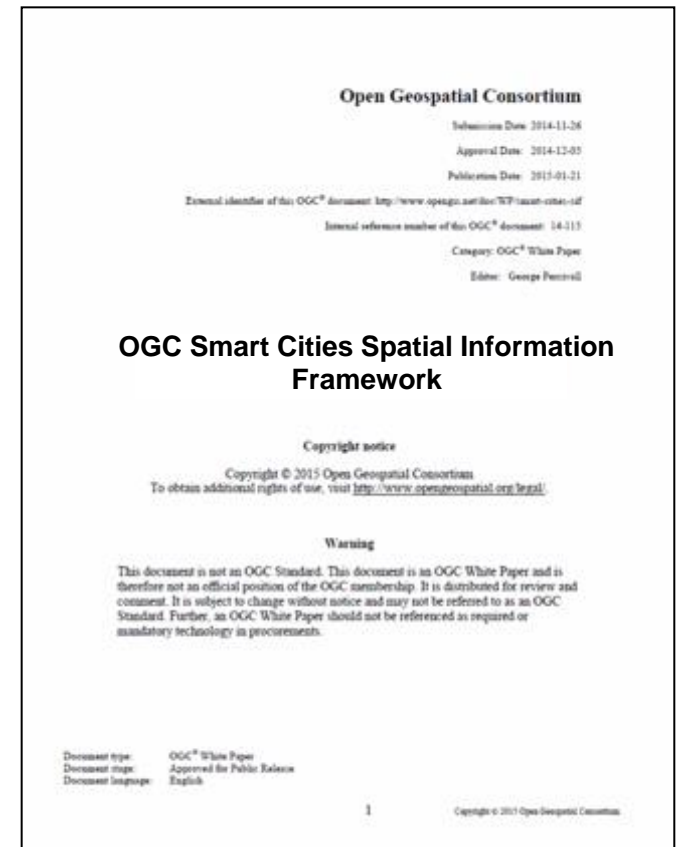 Open Geospatial Consortium
Submission Date: 2014-11-26
Approval Date: 2014-12-05
Publication Date: 2015-01-21
External identifier of this OGC® document: http://www.opengis.net/doc/WP/smart-cities-sif
Internal reference number of this OGC® document: 14-115
Category: OGC® White Paper
Editor: George Percivall
OGC Smart Cities Spatial Information
Framework
Copyright notice
Copyright © 2015 Open Geospatial Consortium
To obtain additional rights of use, visit http://www.opengeospatial.org/legal/.
Warning
This document is not an OGC Standard. This document is an OGC White Paper and is
therefore not an official position of the OGC membership. It is distributed for review and
comment. It is subject to change without notice and may not be referred to as an OGC
Standard. Further, an OGC White Paper should not be referenced as required or
mandatory technology in procurements.
Document type: OGC® White Paper
Document stage: Approved for Public Release
Document language: English
1 Copyright © 2015 Open Geospatial Consortium